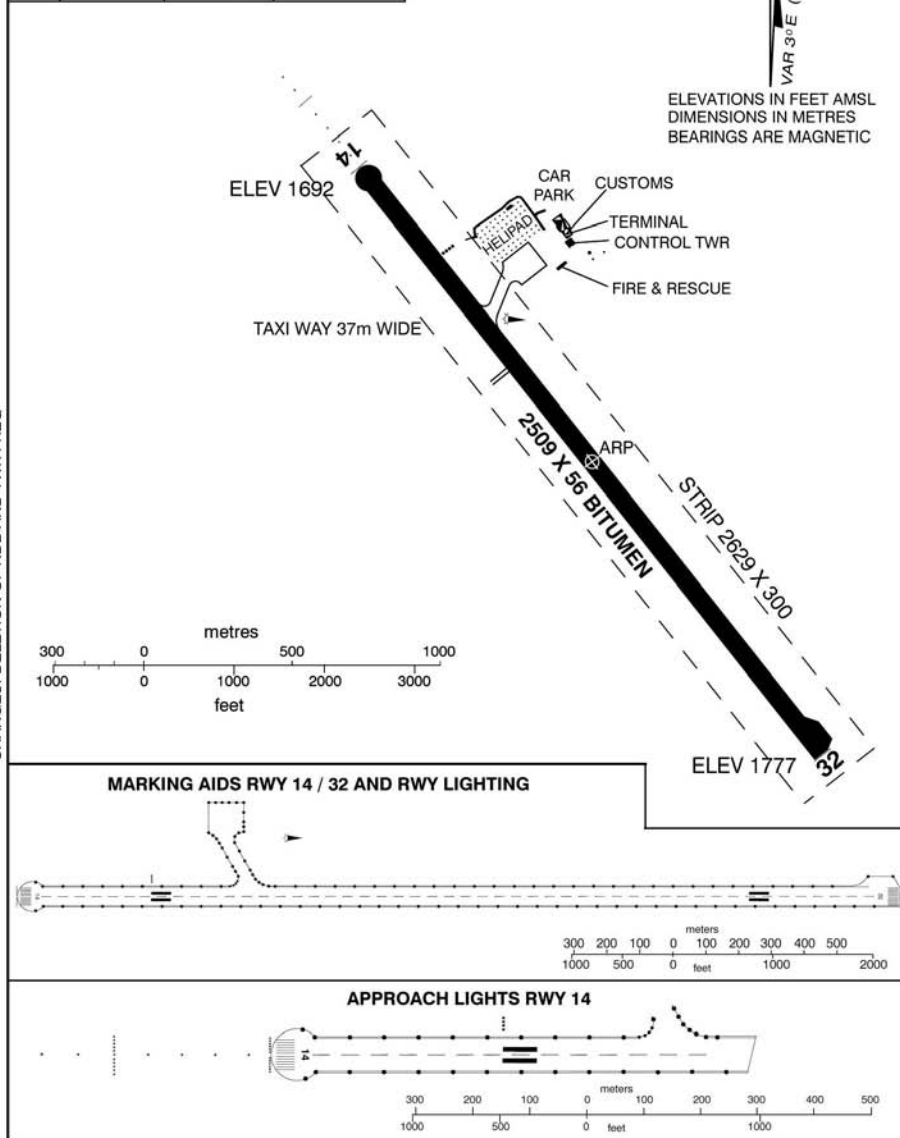 VAR 3° E (
ELEVATIONS IN FEET AMSL
DIMENSIONS IN METRES
BEARINGS ARE MAGNETIC
14
ELEV 1692
CAR
PARK
CUSTOMS
TERMINAL
HELIPAD
CONTROL TWR
FIRE & RESCUE
TAXI WAY 37m WIDE
ARP
2509 X 56 BITUMEN
STRIP 2629 X 300
metres
300 0 500 1000
1000 0 1000 2000 3000
feet
ELEV 1777
32
MARKING AIDS RWY 14 / 32 AND RWY LIGHTING
14
meters
300 200 100 0 100 200 300 400 500
1000 500 0 feet 1000 2000
APPROACH LIGHTS RWY 14
14
meters
300 200 100 0 100 200 300 400 500
1000 0 feet 1000